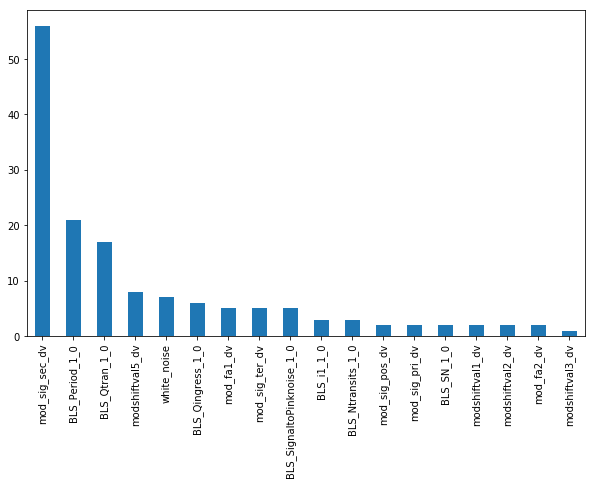 50
40
30
20
10
0
mod_sig_sec_dv
BLS_Period_1_0
BLS_Qtran_1_0
modshiftval5_dv
white_noise
BLS_Qingress_1_0
mod_fa1_dv
mod_sig_ter_dv
BLS_SignaltoPinknoise_1_0
BLS_i1_1_0
BLS_Ntransits_1_0
mod_sig_pos_dv
mod_sig_pri_dv
BLS_SN_1_0
modshiftval1_dv
modshiftval2_dv
mod_fa2_dv
modshiftval3_dv